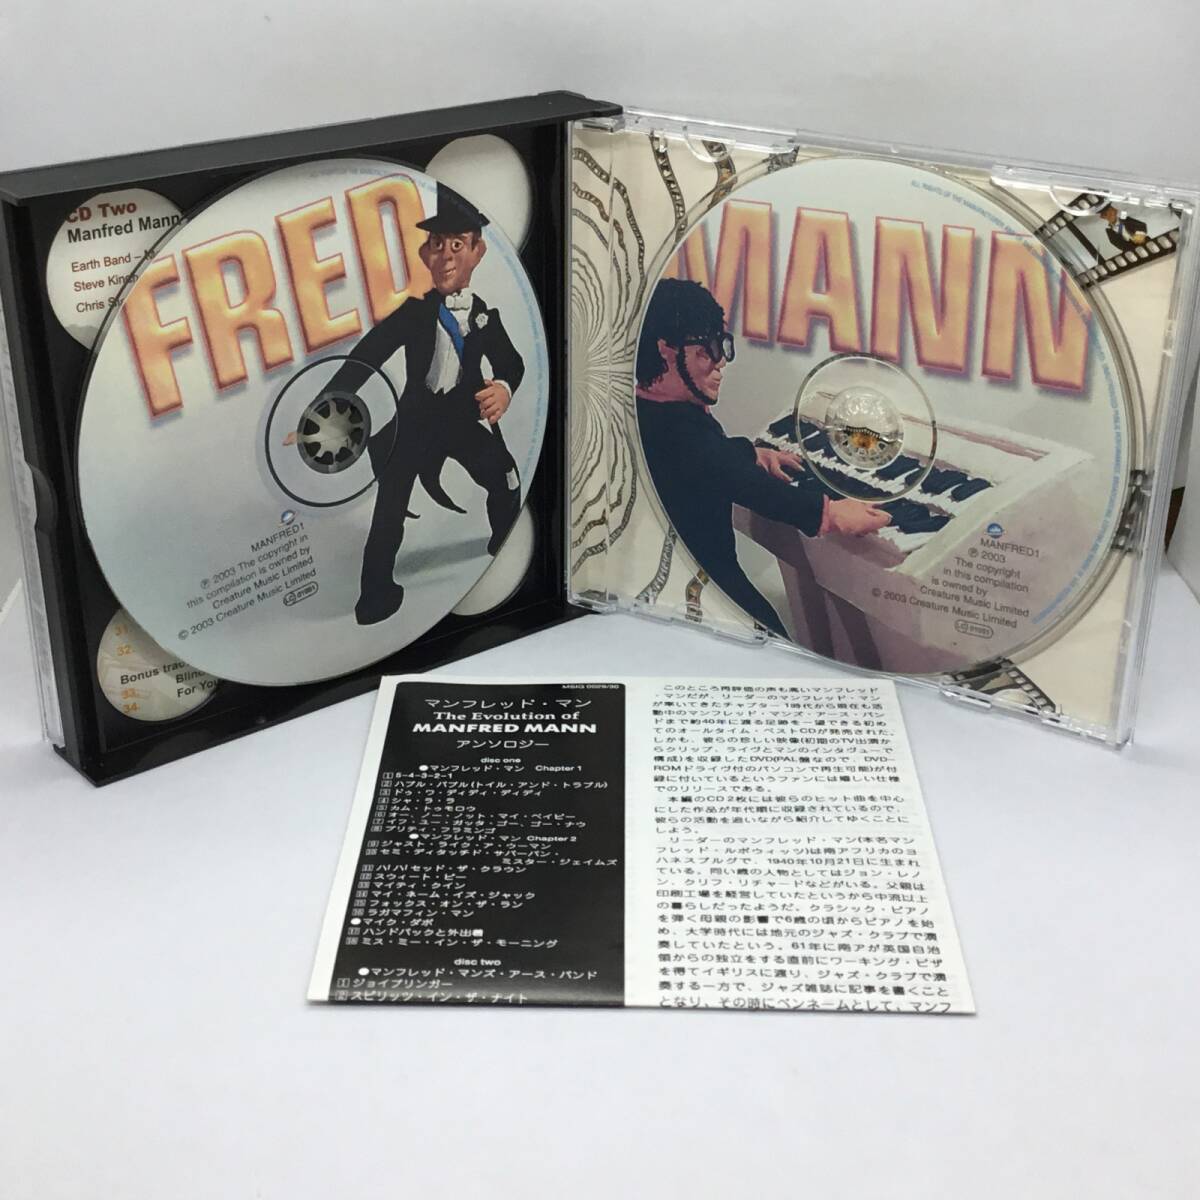 CD Two
Manfred Mann
Earth Band –
Steve
Chris
FRED
MANFRED1
℗ 2003 The copyright in
this compilation is owned by
Creature Music Limited
© 2003 Creature Music Limited
LC 01801
31.
32.
Bonus
33.
For You
34.
MANN
MANFRED1
℗ 2003
The copyright
in this compilation
is owned by
Creature Music Limited
© 2003
Creature Music Limited
MSIG 0029/30
マンフレッド・マン
The Evolution of
MANFRED MANN
アンソロジー
disc one
●マンフレッド・マン Chapter 1
1 5-4-3-2-1
2 ハブル・バブル(トイル・アンド・トラブル)
3 ドゥ・ワ・ディディ・ディディ
4 シャ・ラ・ラ
5 カム・トゥモロウ
6 オー・ノー・ノット・マイ・ベイビー
7 イフ・ユー・ガッタ・ゴー・ゴー・ナウ
8 プリティ・フラミンゴ
●マンフレッド・マン Chapter 2
9 ジャスト・ライク・ア・ウーマン
10 セミ・ディタッチド・サバーバン・
ミスター・ジェイムズ
11 ハ!ハ!セッド・ザ・クラウン
12 スウィート・ピー
13 マイティ・クイン
14 マイ・ネーム・イズ・ジャック
15 フォックス・オン・ザ・ラン
16 ラガマフィン・マン
●マイク・ダボ
17 ハンドバックと外出着
18 ミス・ミー・イン・ザ・モーニング
disc two
●マンフレッド・マンズ・アース・バンド
1 ジョイブリンガー
2 スピリッツ・イン・ザ・ナイト
このところ再評価の声も高いマンフレッド
・マンだが、リーダーのマンフレッド・マン
が率いてきたチャプター1時代から現在も活
動中のマンフレッド・マンズ・アース・バン
ドまで約40年に渡る足跡を一望できる初め
てのオールタイム・ベストCDが発売された。
しかも、彼らの珍しい映像(初期のTV出演か
らクリップ、ライヴとマンのインタヴューで
構成)を収録したDVD(PAL盤なので、DVD-
ROMドライヴ付のパソコンで再生可能)が付
録に付いているというファンには嬉しい仕様
でのリリースである。
本編のCD2枚には彼らのヒット曲を中心
にした作品が年代順に収録されているので、
彼らの活動を追いながら紹介してゆくことに
しよう。
リーダーのマンフレッド・マン(本名マン
フレッド・ルボウィッツ)は南アフリカのヨ
ハネスブルグで、1940年10月21日に生まれ
ている。同い歳の人物としてはジョン・レノ
ン、クリフ・リチャードなどがいる。父親は
印刷工場を経営していたというから中流以上
の暮らしだったようだ。クラシック・ピアノ
を弾く母親の影響で6歳の頃からピアノを始
め、大学時代には地元のジャズ・クラブで演
奏していたという。61年に南アが英国自治
領からの独立をする直前にワーキング・ビザ
を得てイギリスに渡り、ジャズ・クラブで演
奏する一方で、ジャズ雑誌に記事を書くこと
となり、その時にペンネームとして、マンフ